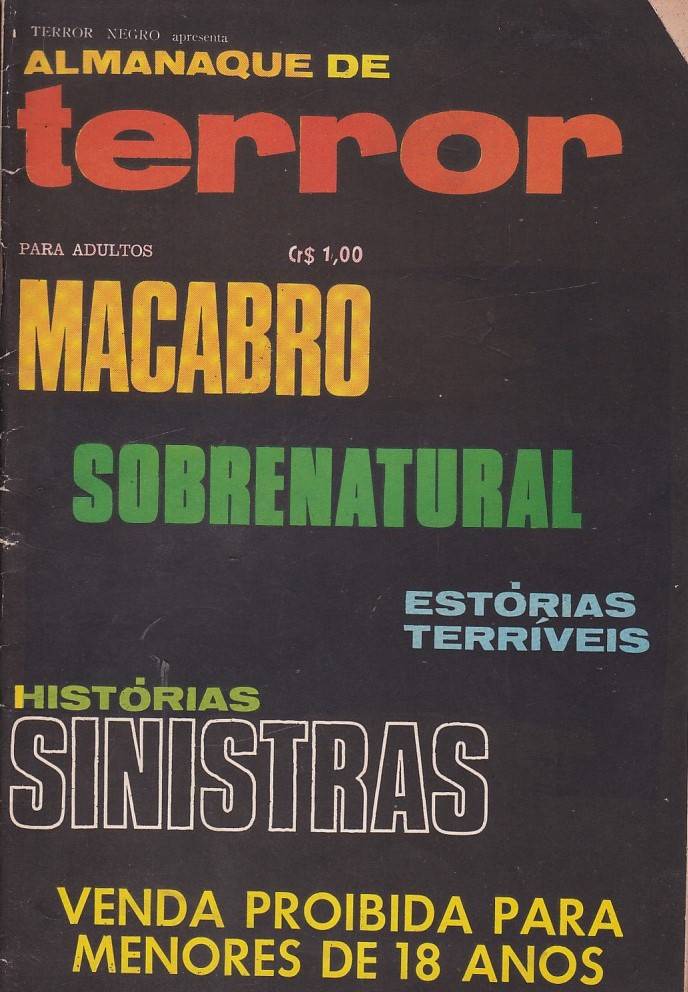 TERROR NEGRO apresenta
ALMANAQUE DE
terror
PARA ADULTOS Cr$ 1,00
MACABRO
SOBRENATURAL
ESTÓRIAS
TERRÍVEIS
HISTÓRIAS
SINISTRAS
VENDA PROIBIDA PARA
MENORES DE 18 ANOS